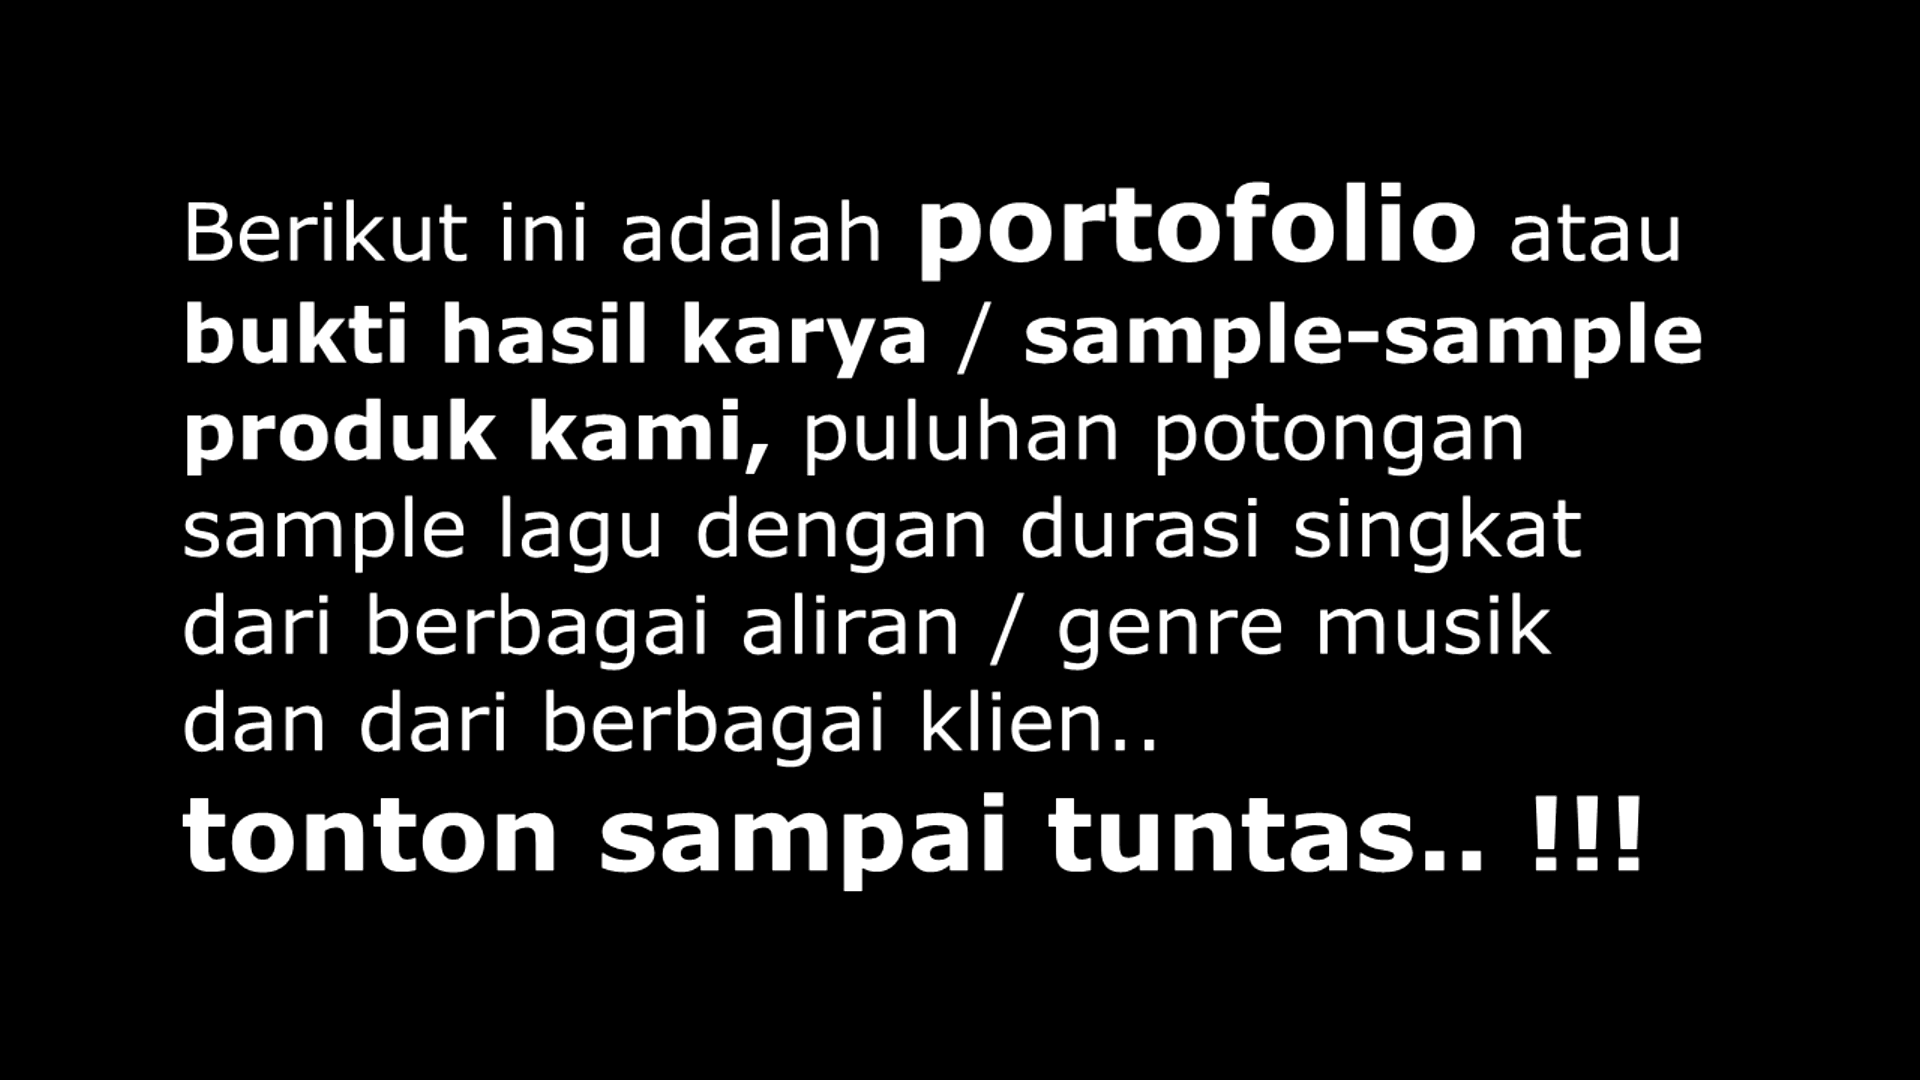 Berikut ini adalah portofolio atau
bukti hasil karya / sample-sample
produk kami, puluhan potongan
sample lagu dengan durasi singkat
dari berbagai aliran / genre musik
dan dari berbagai klien..
tonton sampai tuntas.. !!!